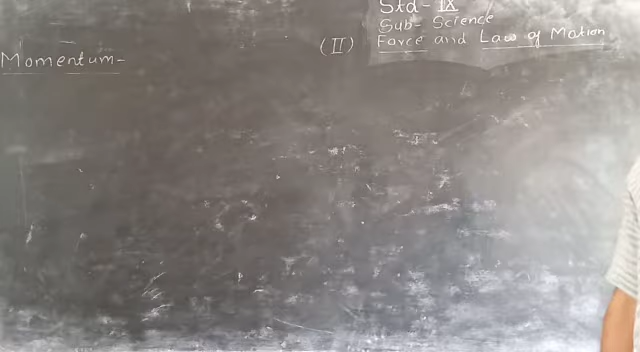 Std- IX
Sub- Science
(II) Force and Law of Motion
Momentum-